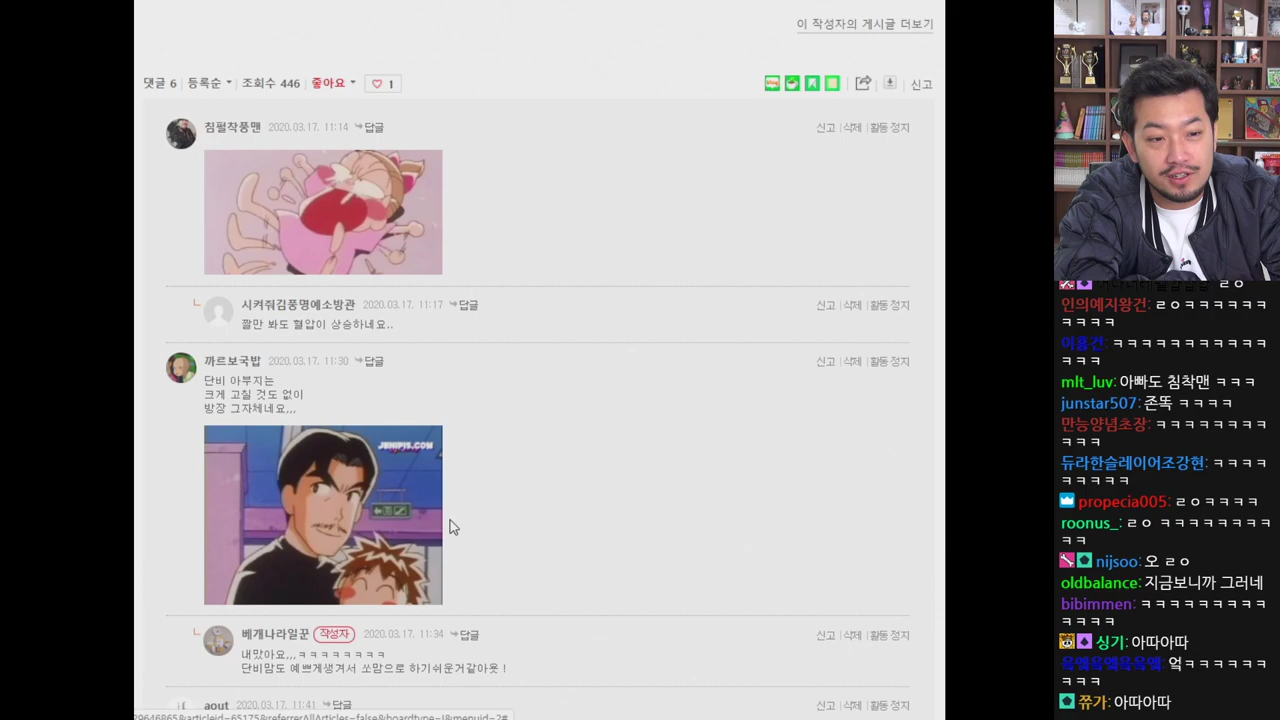 이 작성자의 게시글 더보기
댓글 6 등록순 조회수 446 좋아요 1
신고
침펄착풍맨 2020.03.17. 11:14 답글 신고 삭제 활동 정지
시켜줘김풍명예소방관 2020.03.17. 11:17 답글 신고 삭제 활동 정지
짤만 봐도 혈압이 상승하네요..
까르보국밥 2020.03.17. 11:30 답글 신고 삭제 활동 정지
단비 아부지는
크게 고칠 것도 없이
방장 그자체네요,,,
JENIPIS.COM
베개나라일꾼 작성자 2020.03.17. 11:34 답글 신고 삭제 활동 정지
내맜아요,,,ㅋㅋㅋㅋㅋㅋㅋㅋ
단비맘도 예쁘게생겨서 쏘맘으로 하기쉬운거같아욧 !
aout 2020.03.17. 11:41 답글 신고 삭제 활동 정지
29646865&articleid=65175&referrerAllArticles=false&boardtype=I&menuid=2#
ㄹㅇ
인의예지왕건: ㄹㅇㅋㅋㅋㅋㅋㅋㅋ
ㅋㅋㅋㅋㅋ
이흥건: ㅋㅋㅋㅋㅋㅋㅋㅋㅋㅋㅋㅋ
ㅋㅋㅋ
mlt_luv: 아빠도 침착맨 ㅋㅋㅋ
junstar507: 존똑 ㅋㅋㅋㅋ
만능양념초장: ㅋㅋㅋㅋㅋㅋㅋㅋㅋ
ㅋㅋㅋ
듀라한슬레이어조강현: ㅋㅋㅋㅋ
ㅋㅋㅋㅋㅋ
propecia005: ㄹㅇㅋㅋㅋㅋ
roonus_: ㄹㅇ ㅋㅋㅋㅋㅋㅋㅋㅋ
ㅋㅋ
nijsoo: 오 ㄹㅇ
oldbalance: 지금보니까 그러네
bibimmen: ㅋㅋㅋㅋㅋㅋㅋㅋㅋㅋ
ㅋㅋㅋㅋ
싱기: 아따아따
억ㅋㅋㅋㅋㅋㅋ
ㅋㅋㅋ
쮸가: 아따아따